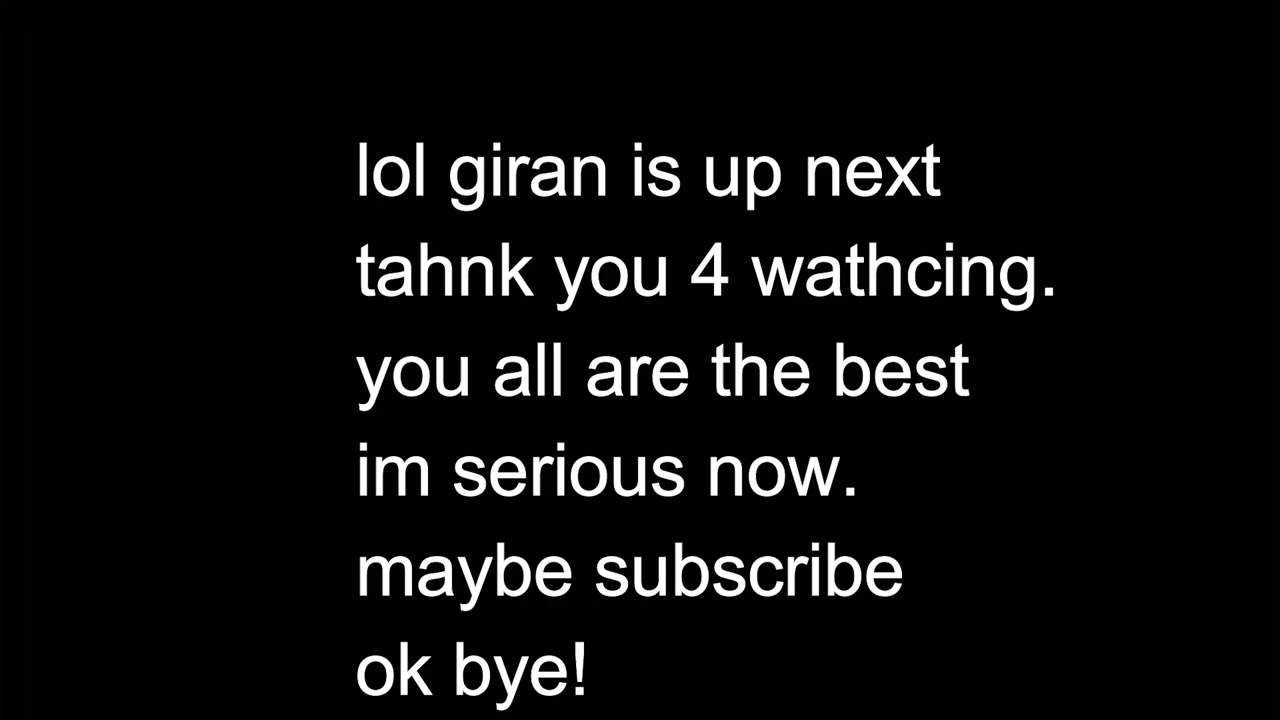 lol giran is up next
tahnk you 4 wathcing.
you all are the best
im serious now.
maybe subscribe
ok bye!